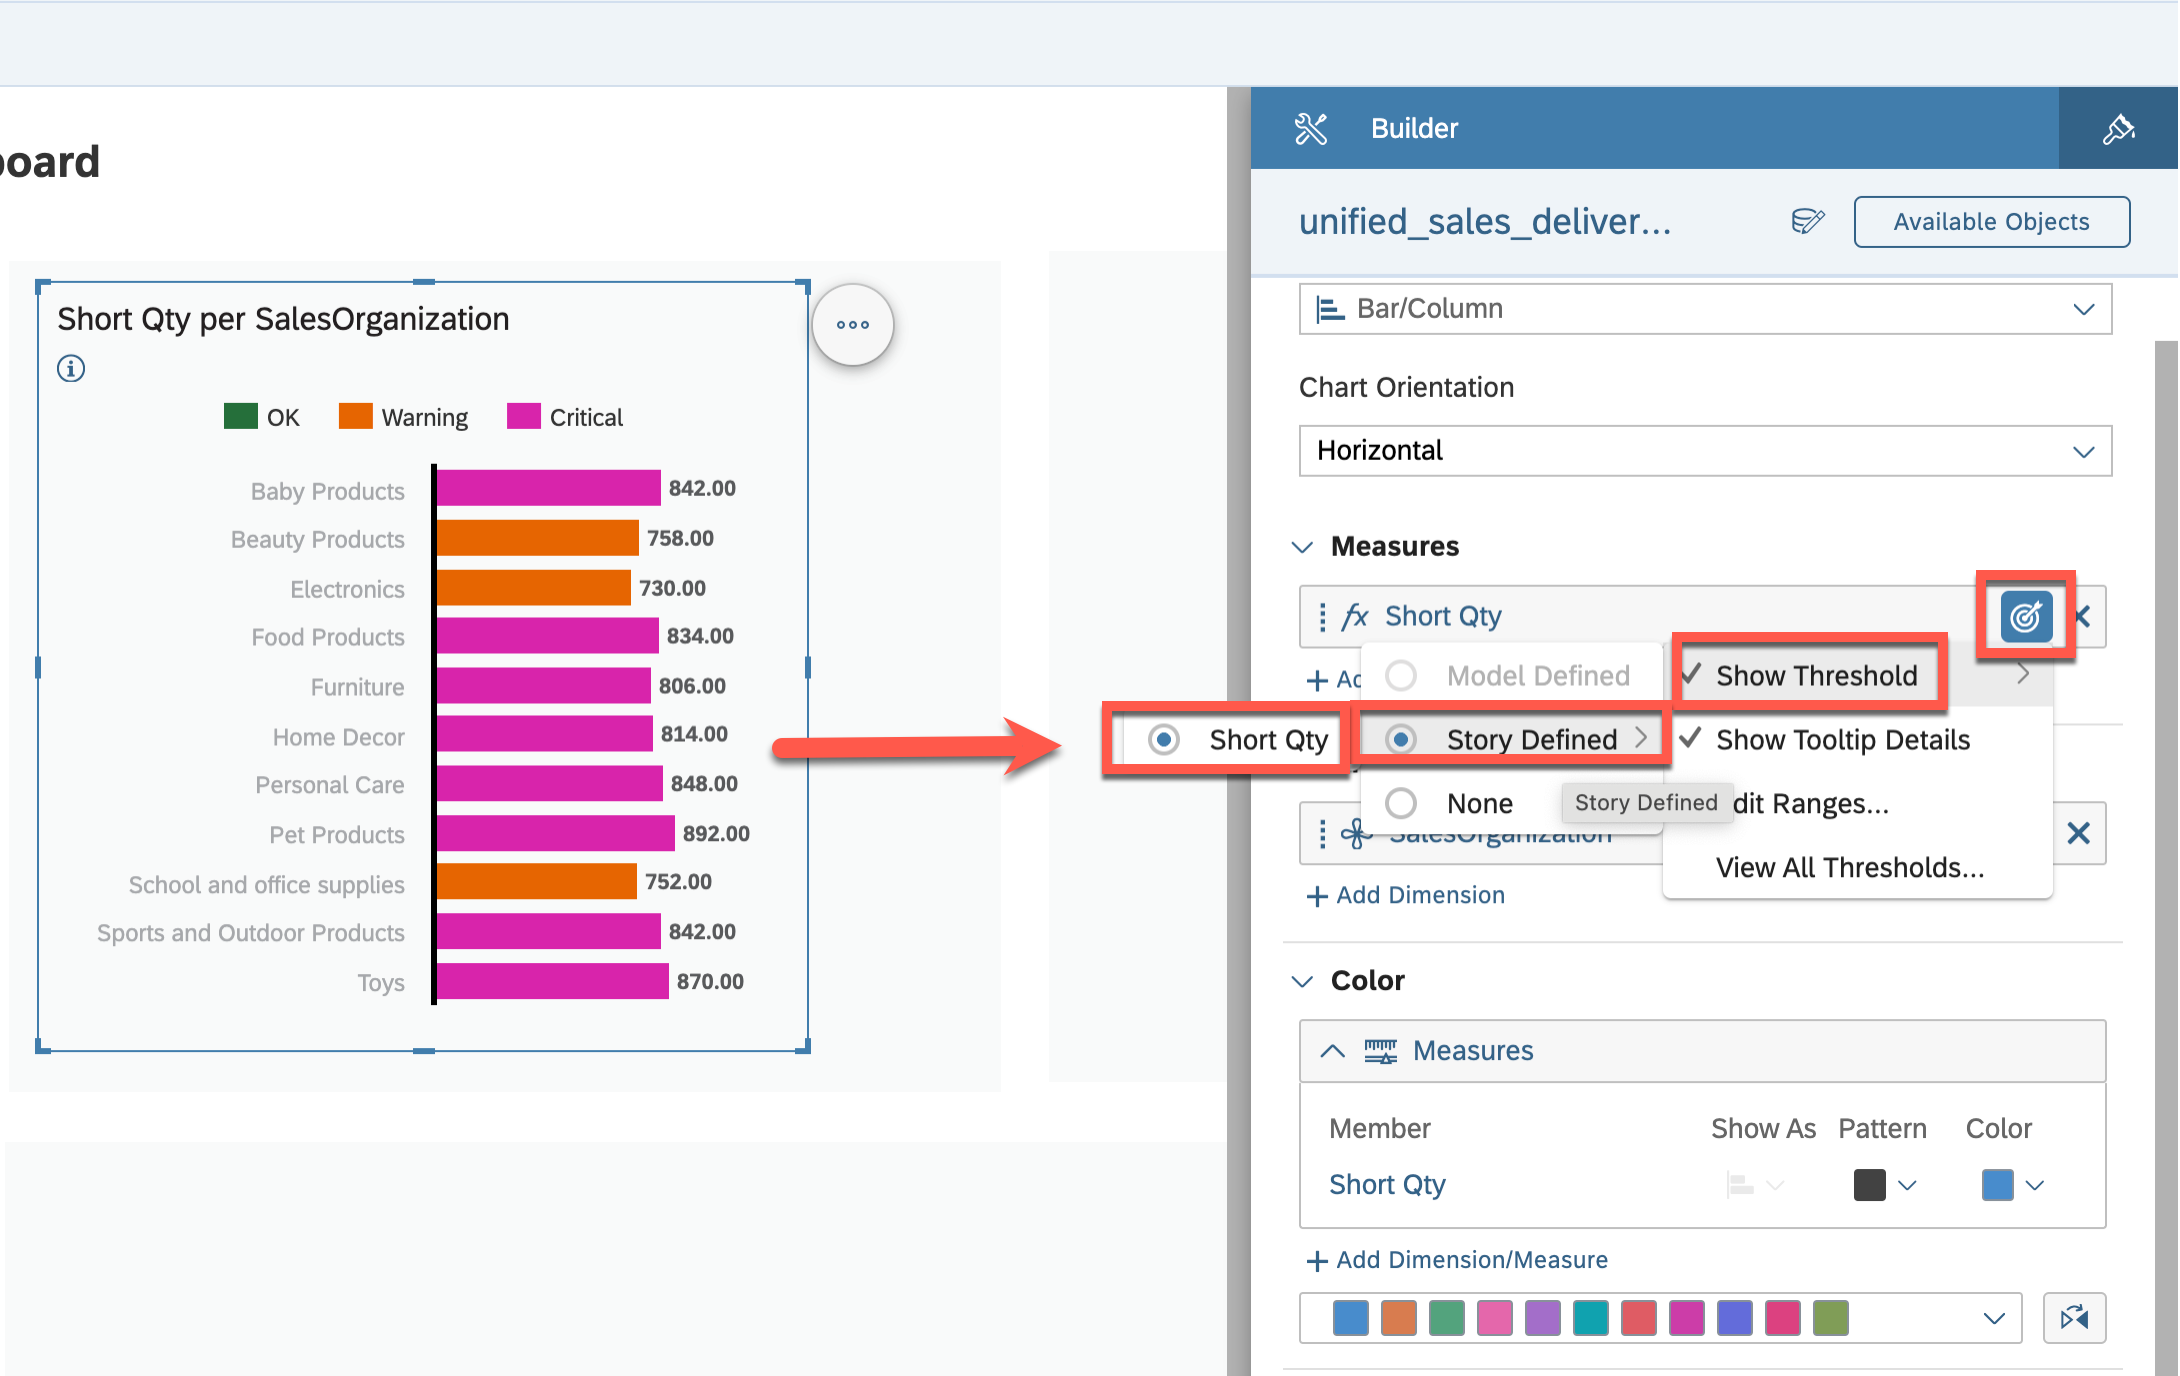 board
Short Qty per SalesOrganization
OK Warning Critical
Baby Products 842.00
Beauty Products 758.00
Electronics 730.00
Food Products 834.00
Furniture 806.00
Home Decor 814.00
Personal Care 848.00
Pet Products 892.00
School and office supplies 752.00
Sports and Outdoor Products 842.00
Toys 870.00
Builder
unified_sales_deliver... Available Objects
Bar/Column
Chart Orientation
Horizontal
Measures
fx Short Qty
+ Ad
Model Defined
Show Threshold
Short Qty
Story Defined
Show Tooltip Details
None
Story Defined
dit Ranges...
SalesOrganization
View All Thresholds...
+ Add Dimension
Color
Measures
Member Show As Pattern Color
Short Qty
+ Add Dimension/Measure